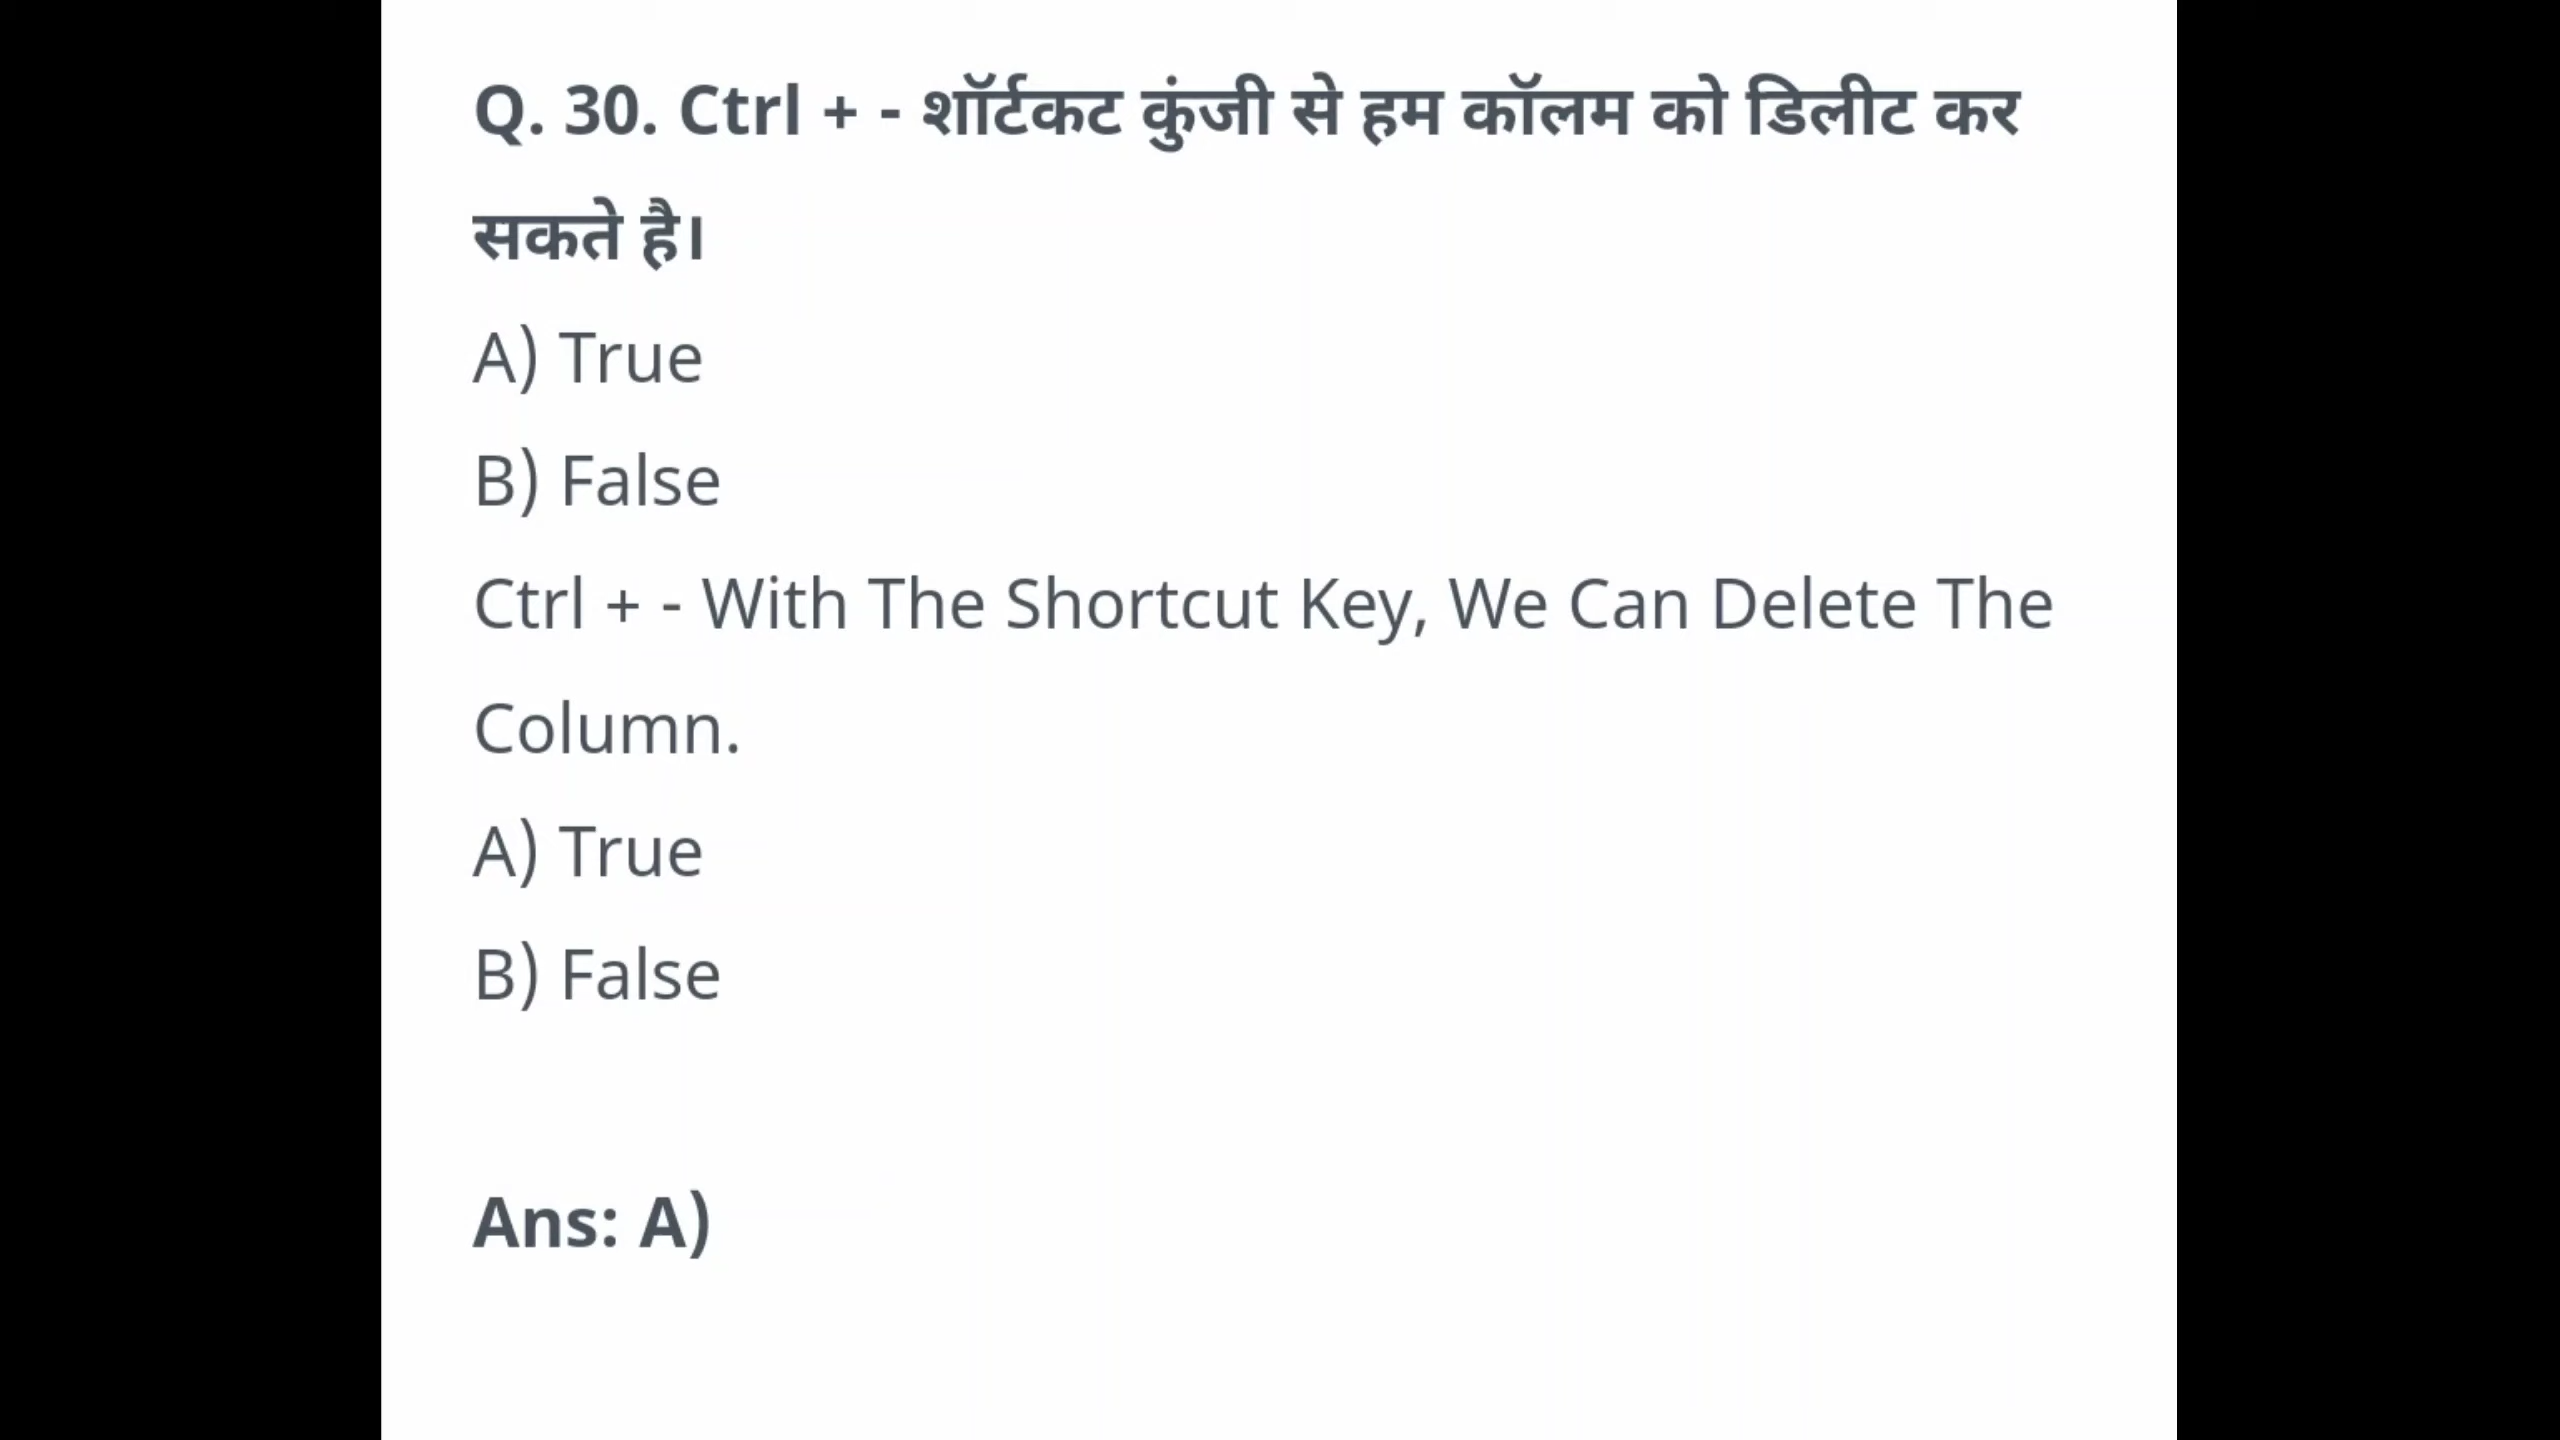 Q. 30. Ctrl + - शॉर्टकट कुंजी से हम कॉलम को डिलीट कर
सकते है।
A) True
B) False
Ctrl + - With The Shortcut Key, We Can Delete The
Column.
A) True
B) False
Ans: A)